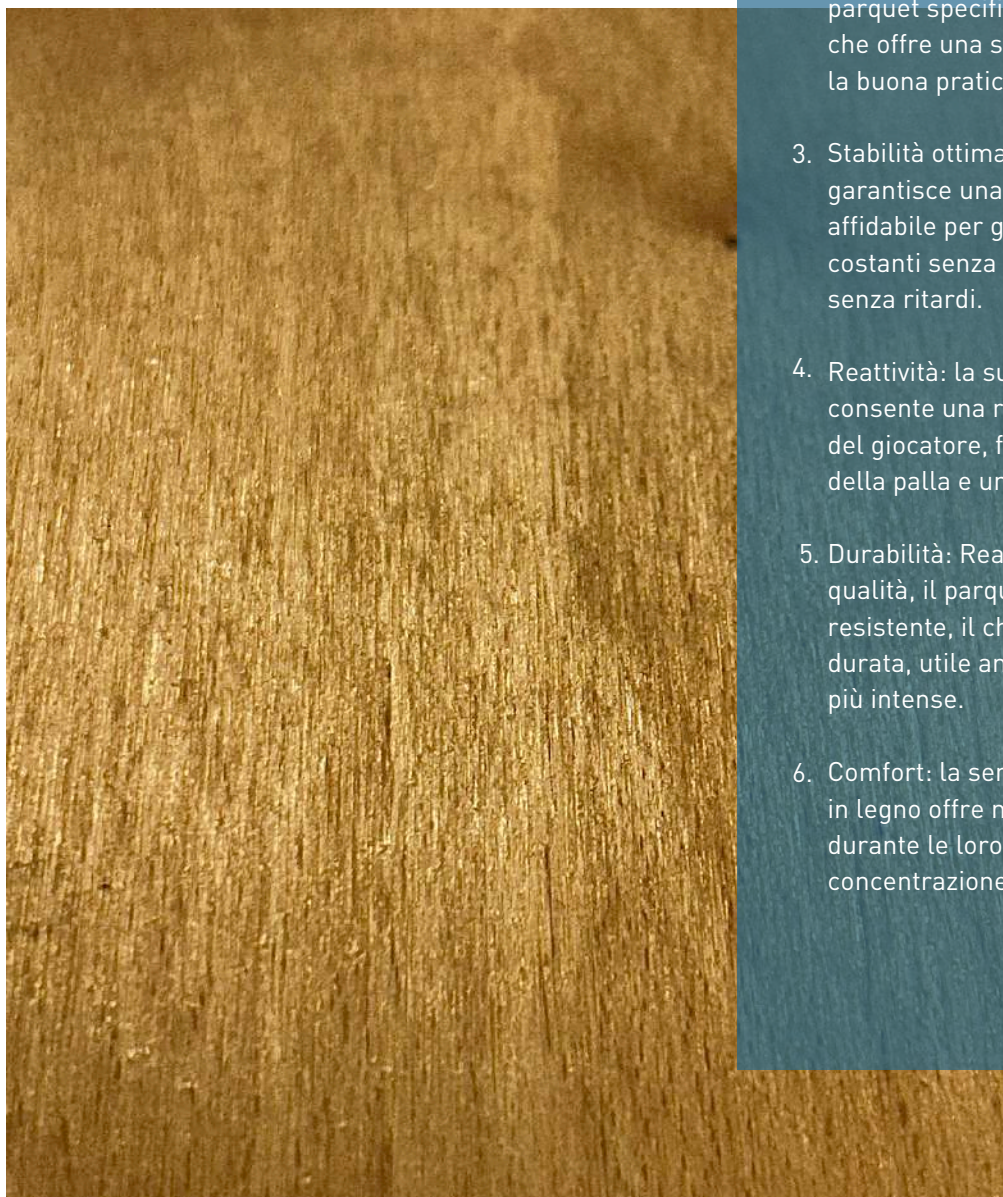 parquet specifi
che offre una s
la buona pratic
3. Stabilità ottima
garantisce una
affidabile per g
costanti senza
senza ritardi.
4. Reattività: la su
consente una r
del giocatore, f
della palla e un
5. Durabilità: Rea
qualità, il parqu
resistente, il ch
durata, utile an
più intense.
6. Comfort: la sen
in legno offre n
durante le loro
concentrazione